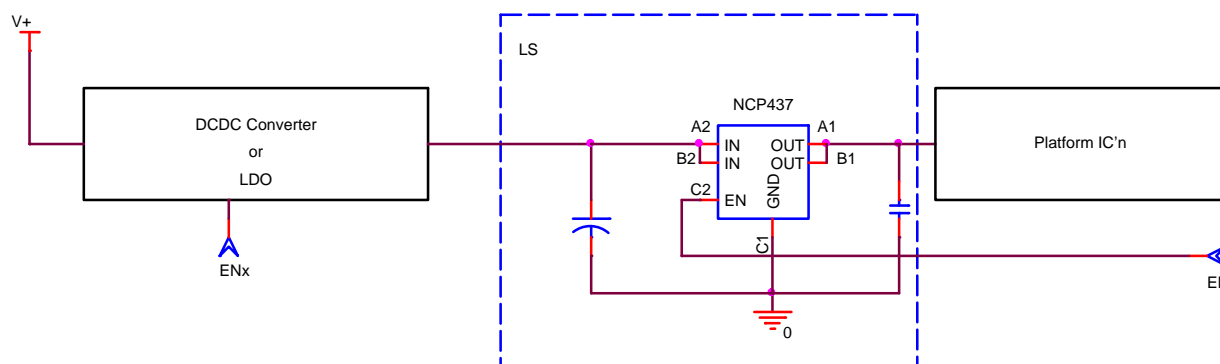 V+
LS
DCDC Converter
or
LDO
ENx
NCP437
A2
A1
IN
OUT
B2
IN
OUT
B1
C2
EN
GND
C1
0
Platform IC'n